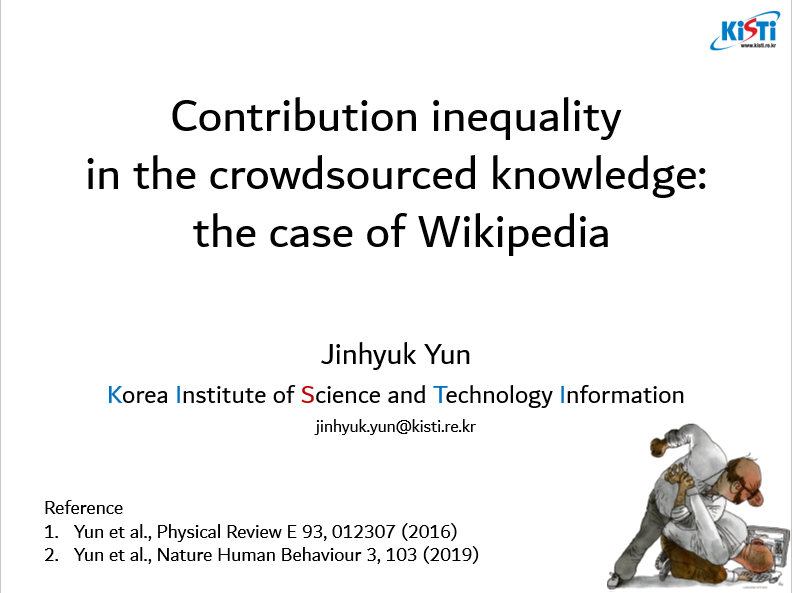 KiSTi
www.kisti.re.kr
Contribution inequality
in the crowdsourced knowledge:
the case of Wikipedia
Jinhyuk Yun
Korea Institute of Science and Technology Information
jinhyuk.yun@kisti.re.kr
Reference
1. Yun et al., Physical Review E 93, 012307 (2016)
2. Yun et al., Nature Human Behaviour 3, 103 (2019)